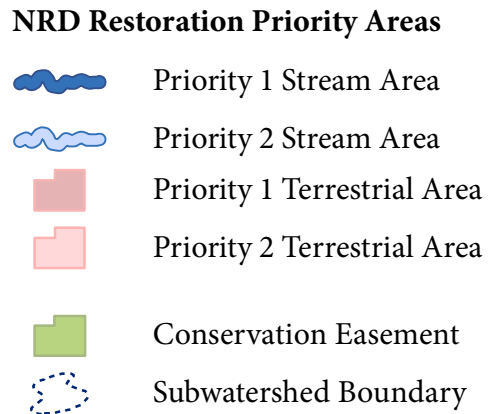 NRD Restoration Priority Areas
Priority 1 Stream Area
Priority 2 Stream Area
Priority 1 Terrestrial Area
Priority 2 Terrestrial Area
Conservation Easement
Subwatershed Boundary